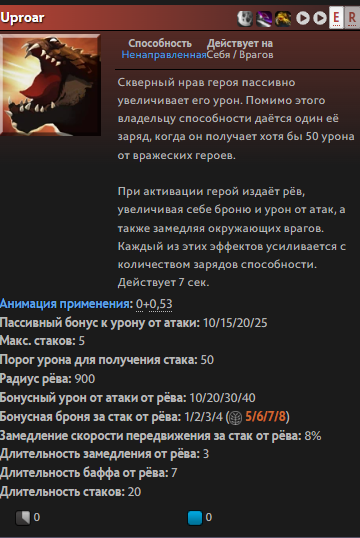 Uproar
E R
Способность Действует на
Ненаправленная Себя / Врагов
Скверный нрав героя пассивно
увеличивает его урон. Помимо этого
владельцу способности даётся один её
заряд, когда он получает хотя бы 50 урона
от вражеских героев.
При активации герой издаёт рёв,
увеличивая себе броню и урон от атак, а
также замедляя окружающих врагов.
Каждый из этих эффектов усиливается с
количеством зарядов способности.
Действует 7 сек.
Анимация применения: 0+0,53
Пассивный бонус к урону от атаки: 10/15/20/25
Макс. стаков: 5
Порог урона для получения стака: 50
Радиус рёва: 900
Бонусный урон от атаки от рёва: 10/20/30/40
Бонусная броня за стак от рёва: 1/2/3/4 ( 5/6/7/8)
Замедление скорости передвижения за стак от рёва: 8%
Длительность замедления от рёва: 3
Длительность баффа от рёва: 7
Длительность стаков: 20
0 0